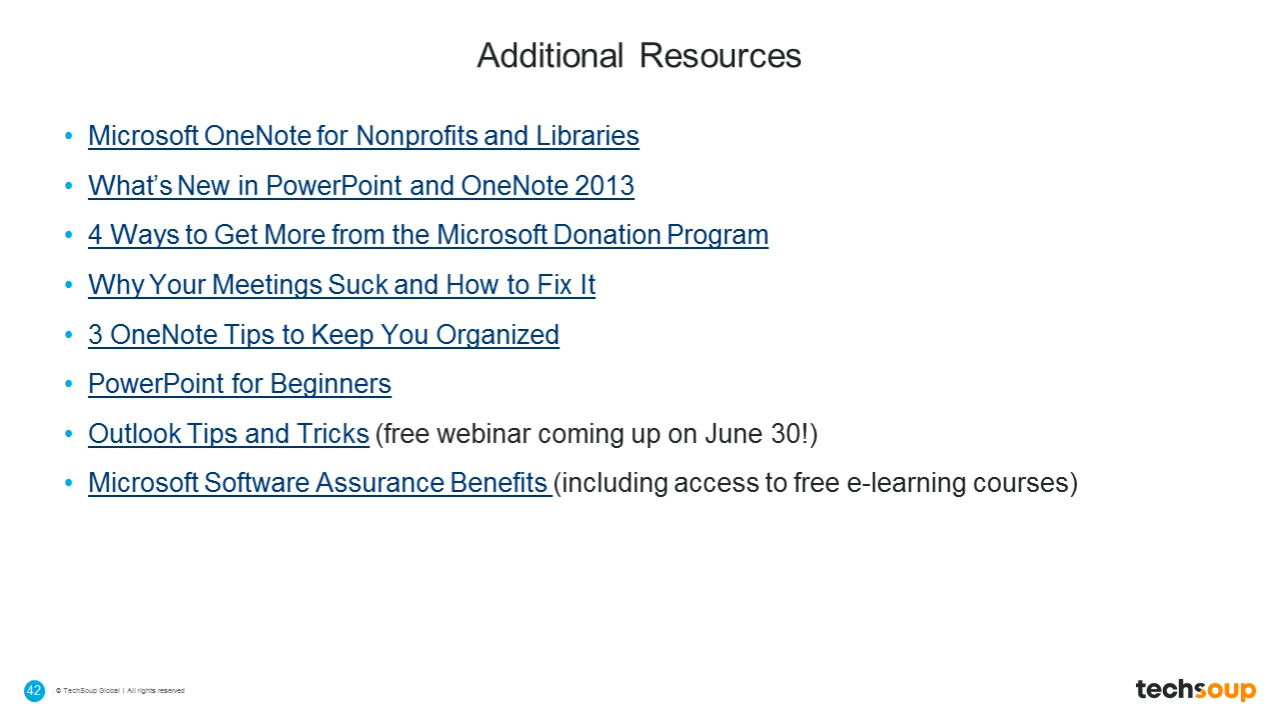 Additional Resources
• Microsoft OneNote for Nonprofits and Libraries
• What’s New in PowerPoint and OneNote 2013
• 4 Ways to Get More from the Microsoft Donation Program
• Why Your Meetings Suck and How to Fix It
• 3 OneNote Tips to Keep You Organized
• PowerPoint for Beginners
• Outlook Tips and Tricks (free webinar coming up on June 30!)
• Microsoft Software Assurance Benefits (including access to free e-learning courses)
42 . © TechSoup Global | All rights reserved
techsoup